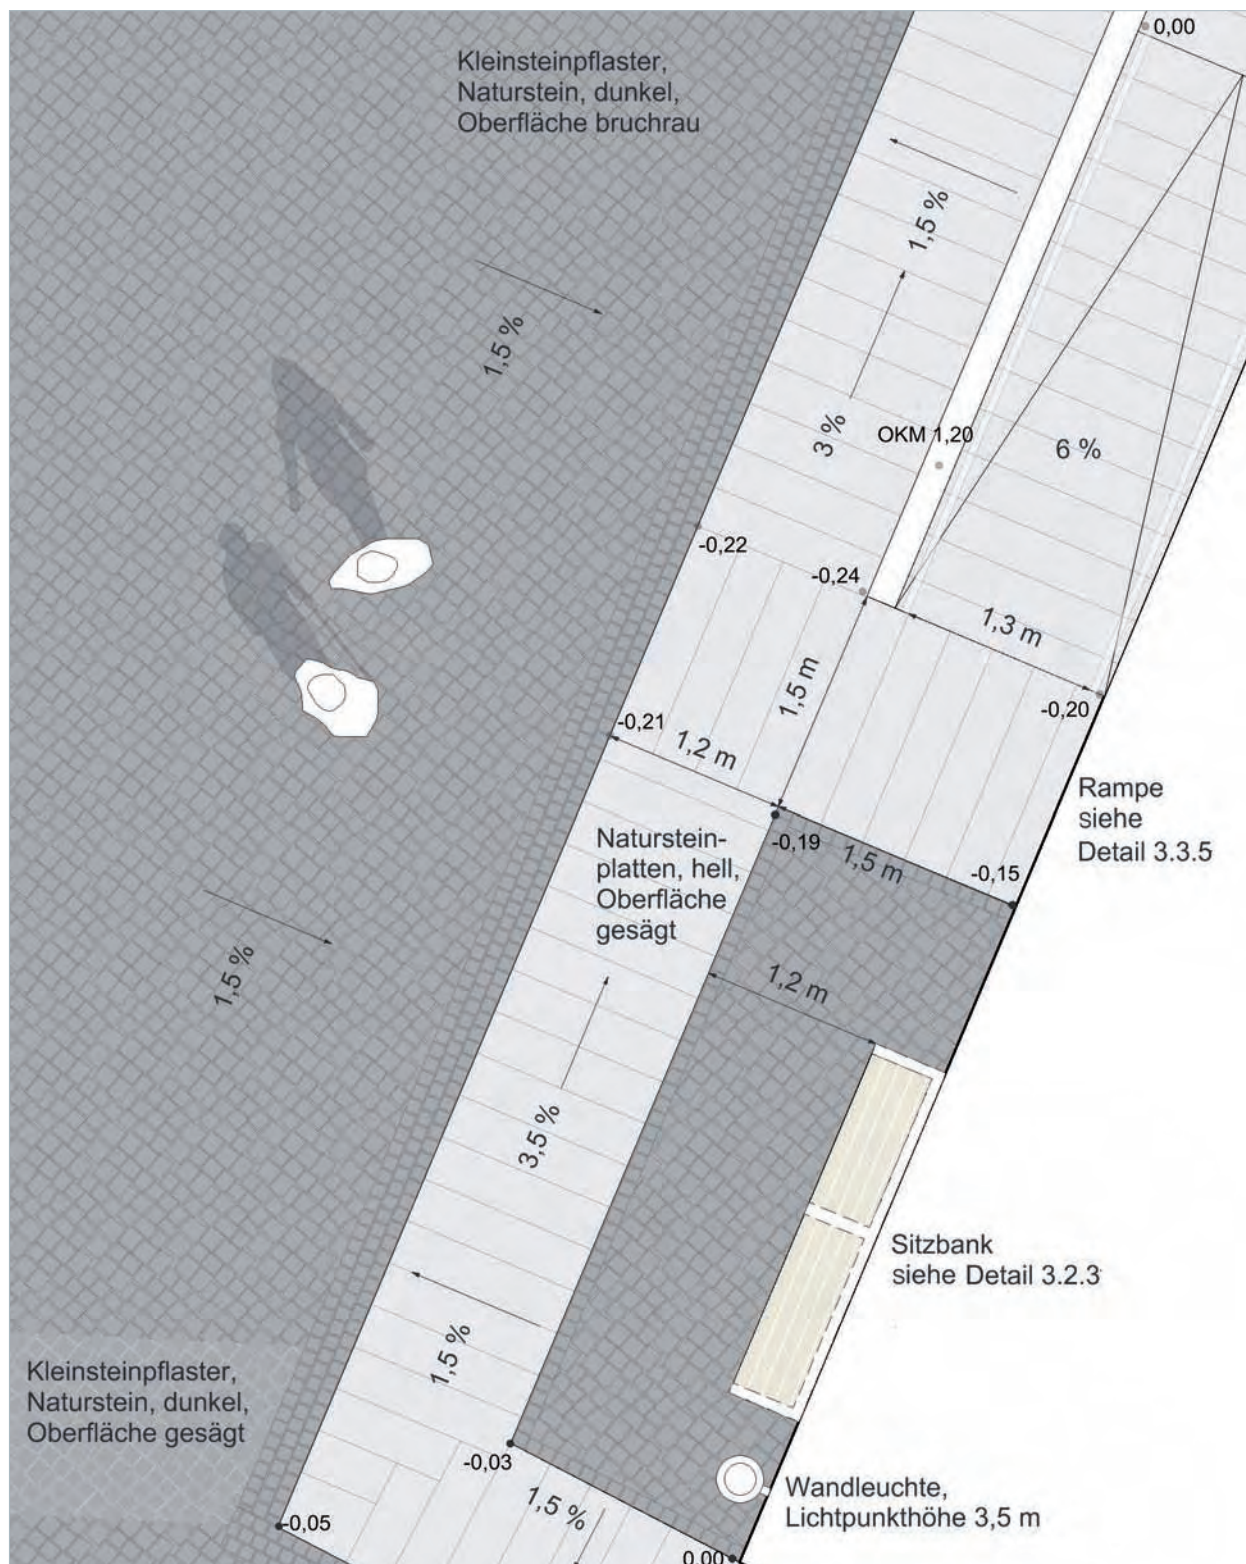 0,00
Kleinsteinpflaster,
Naturstein, dunkel,
Oberfläche bruchrau
1,5 %
1,5 %
3 %
OKM 1,20
6 %
-0,22
-0,24
1,3 m
1,5 m
-0,20
-0,21
1,2 m
Rampe
siehe
Detail 3.3.5
-0,19
1,5 m
-0,15
Naturstein-
platten, hell,
Oberfläche
gesägt
1,5 %
1,2 m
3,5 %
Sitzbank
siehe Detail 3.2.3
1,5 %
Kleinsteinpflaster,
Naturstein, dunkel,
Oberfläche gesägt
-0,03
1,5 %
Wandleuchte,
Lichtpunkthöhe 3,5 m
-0,05
0,00